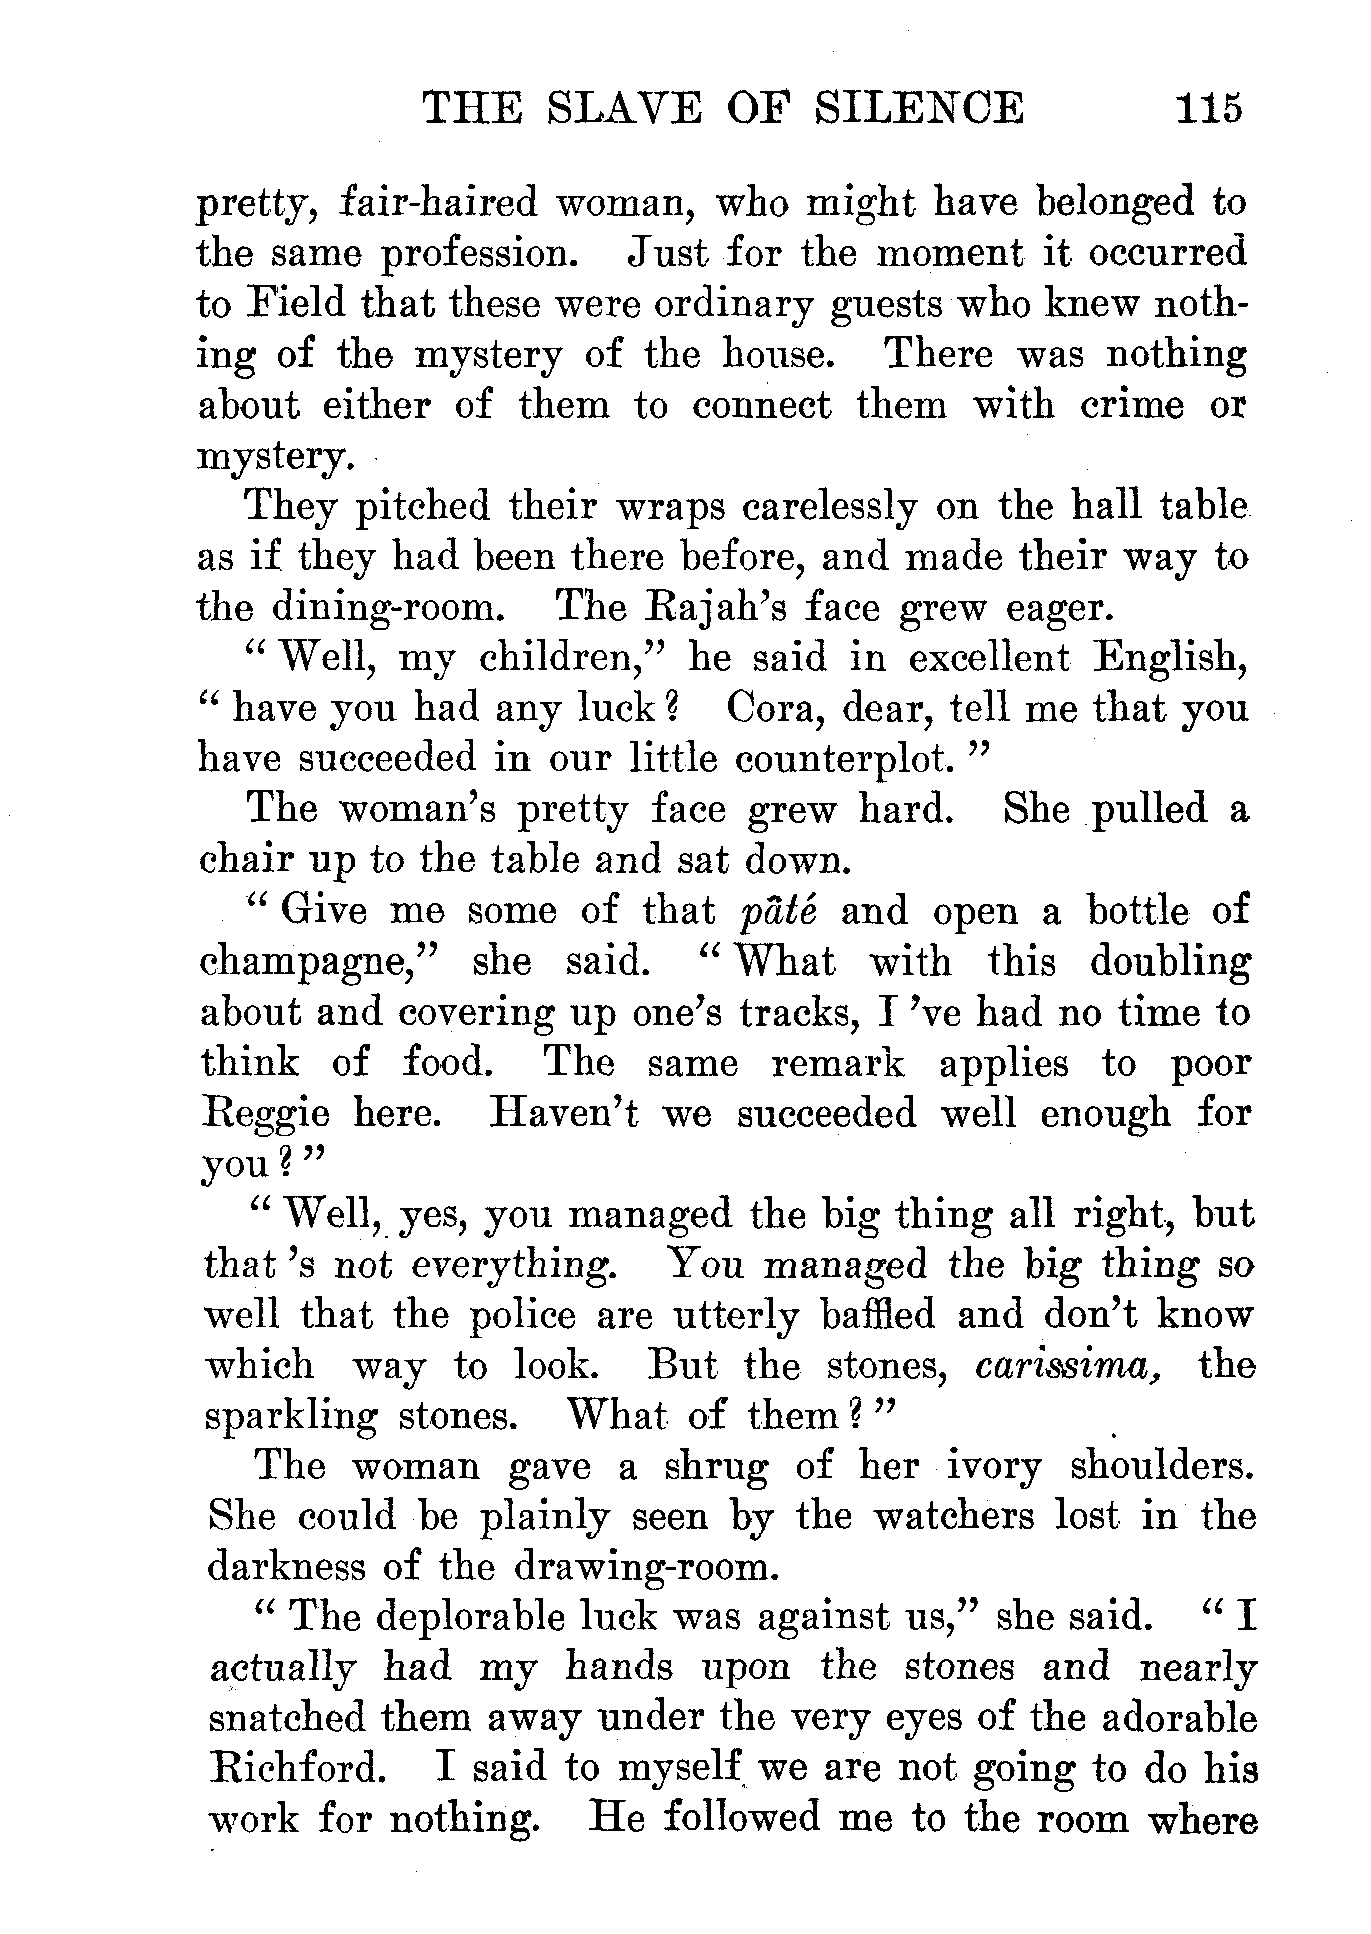 THE SLAVE OF SILENCE 115
pretty, fair-haired woman, who might have belonged to
the same profession. Just for the moment it occurred
to Field that these were ordinary guests who knew noth-
ing of the mystery of the house. There was nothing
about either of them to connect them with crime or
mystery.
They pitched their wraps carelessly on the hall table
as if they had been there before, and made their way to
the dining-room. The Rajah's face grew eager.
“ Well, my children,” he said in excellent English,
“ have you had any luck ? Cora, dear, tell me that you
have succeeded in our little counterplot. ”
The woman's pretty face grew hard. She pulled a
chair up to the table and sat down.
“ Give me some of that pâté and open a bottle of
champagne,” she said. “ What with this doubling
about and covering up one's tracks, I 've had no time to
think of food. The same remark applies to poor
Reggie here. Haven't we succeeded well enough for
you ? ”
“ Well, yes, you managed the big thing all right, but
that 's not everything. You managed the big thing so
well that the police are utterly baffled and don't know
which way to look. But the stones, carissima, the
sparkling stones. What of them ? ”
The woman gave a shrug of her ivory shoulders.
She could be plainly seen by the watchers lost in the
darkness of the drawing-room.
“ The deplorable luck was against us,” she said. “ I
actually had my hands upon the stones and nearly
snatched them away under the very eyes of the adorable
Richford. I said to myself we are not going to do his
work for nothing. He followed me to the room where